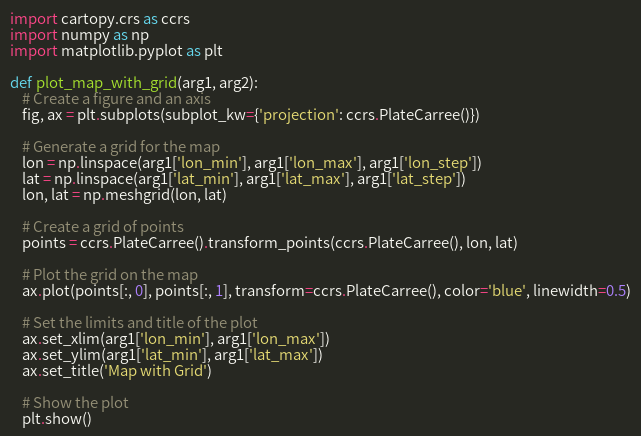 import cartopy.crs as ccrs
import numpy as np
import matplotlib.pyplot as plt

def plot_map_with_grid(arg1, arg2):
    # Create a figure and an axis
    fig, ax = plt.subplots(subplot_kw={'projection': ccrs.PlateCarree()})

    # Generate a grid for the map
    lon = np.linspace(arg1['lon_min'], arg1['lon_max'], arg1['lon_step'])
    lat = np.linspace(arg1['lat_min'], arg1['lat_max'], arg1['lat_step'])
    lon, lat = np.meshgrid(lon, lat)

    # Create a grid of points
    points = ccrs.PlateCarree().transform_points(ccrs.PlateCarree(), lon, lat)

    # Plot the grid on the map
    ax.plot(points[:, 0], points[:, 1], transform=ccrs.PlateCarree(), color='blue', linewidth=0.5)

    # Set the limits and title of the plot
    ax.set_xlim(arg1['lon_min'], arg1['lon_max'])
    ax.set_ylim(arg1['lat_min'], arg1['lat_max'])
    ax.set_title('Map with Grid')

    # Show the plot
    plt.show()